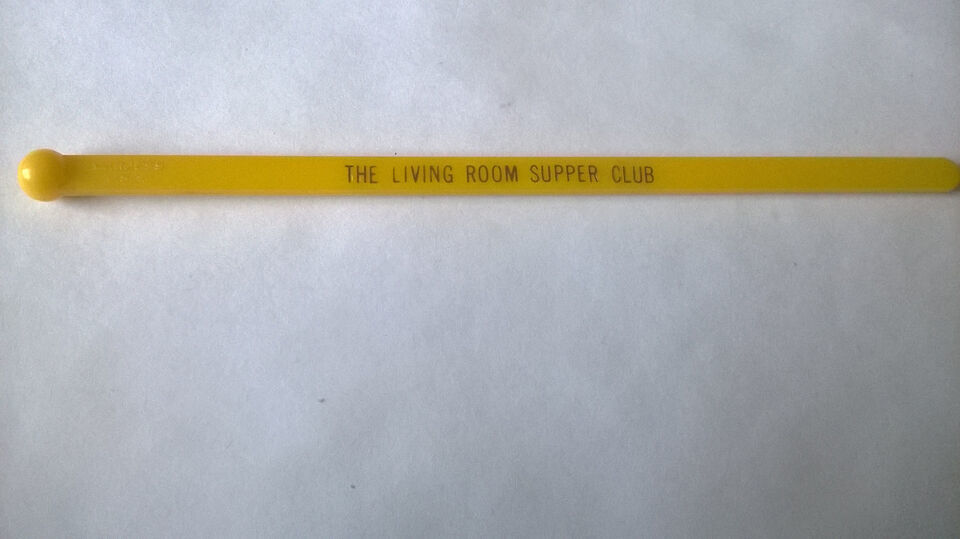 THE LIVING ROOM SUPPER CLUB